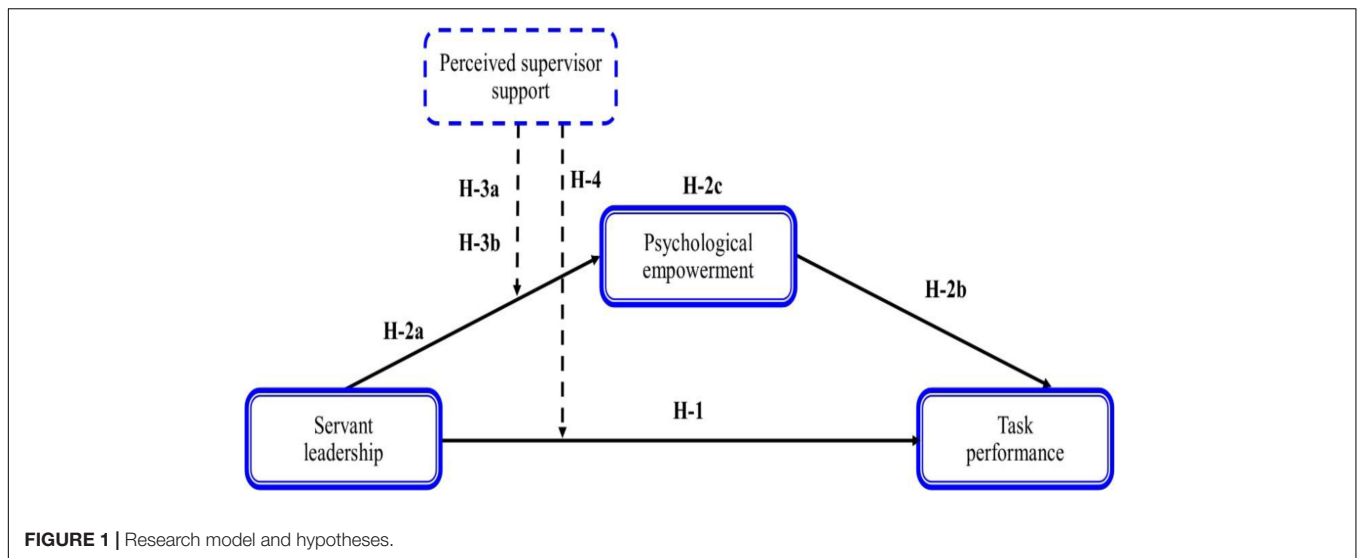 Perceived supervisor
support
H-3a
H-4
H-2c
H-3b
Psychological
empowerment
H-2a
H-2b
Servant
leadership
H-1
Task
performance
FIGURE 1 | Research model and hypotheses.